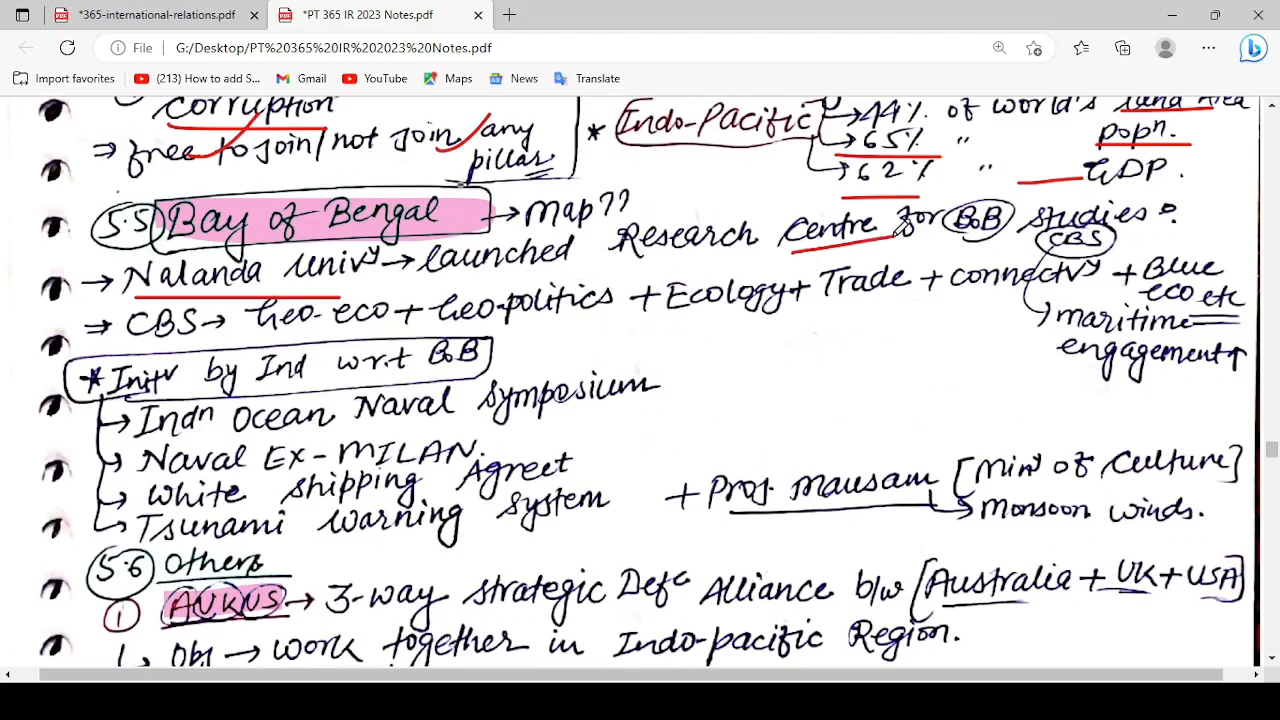 *365-international-relations.pdf
*PT 365 IR 2023 Notes.pdf
File
G:/Desktop/PT%20365%20IR%202023%20Notes.pdf
Import favorites
(213) How to add S...
Gmail
YouTube
Maps
News
Translate
corruption
⇒ free to join/not join any
pillar
* Indo-Pacific
→ 44% of world's land area
→ 65% " popn.
→ 62% " GDP.
5.5 Bay of Bengal → Map??
→ Nalanda Univy → launched Research Centre for BoB studies.
CBS
⇒ CBS → Geo-eco + Geo-politics + Ecology + Trade + connectvy + Blue
eco etc
maritime
engagement ↑
* Initv by Ind w.r.t BoB
→ Indn Ocean Naval Symposium
→ Naval Ex-MILAN.
→ White shipping Agreet
→ Tsunami warning system
+ Proj. Mausam [Miny of Culture]
→ Monsoon winds.
5.6 Others
1 AUKUS → 3-way strategic Defc Alliance b/w [Australia + UK + USA]
Obj → work together in Indo-pacific Region.